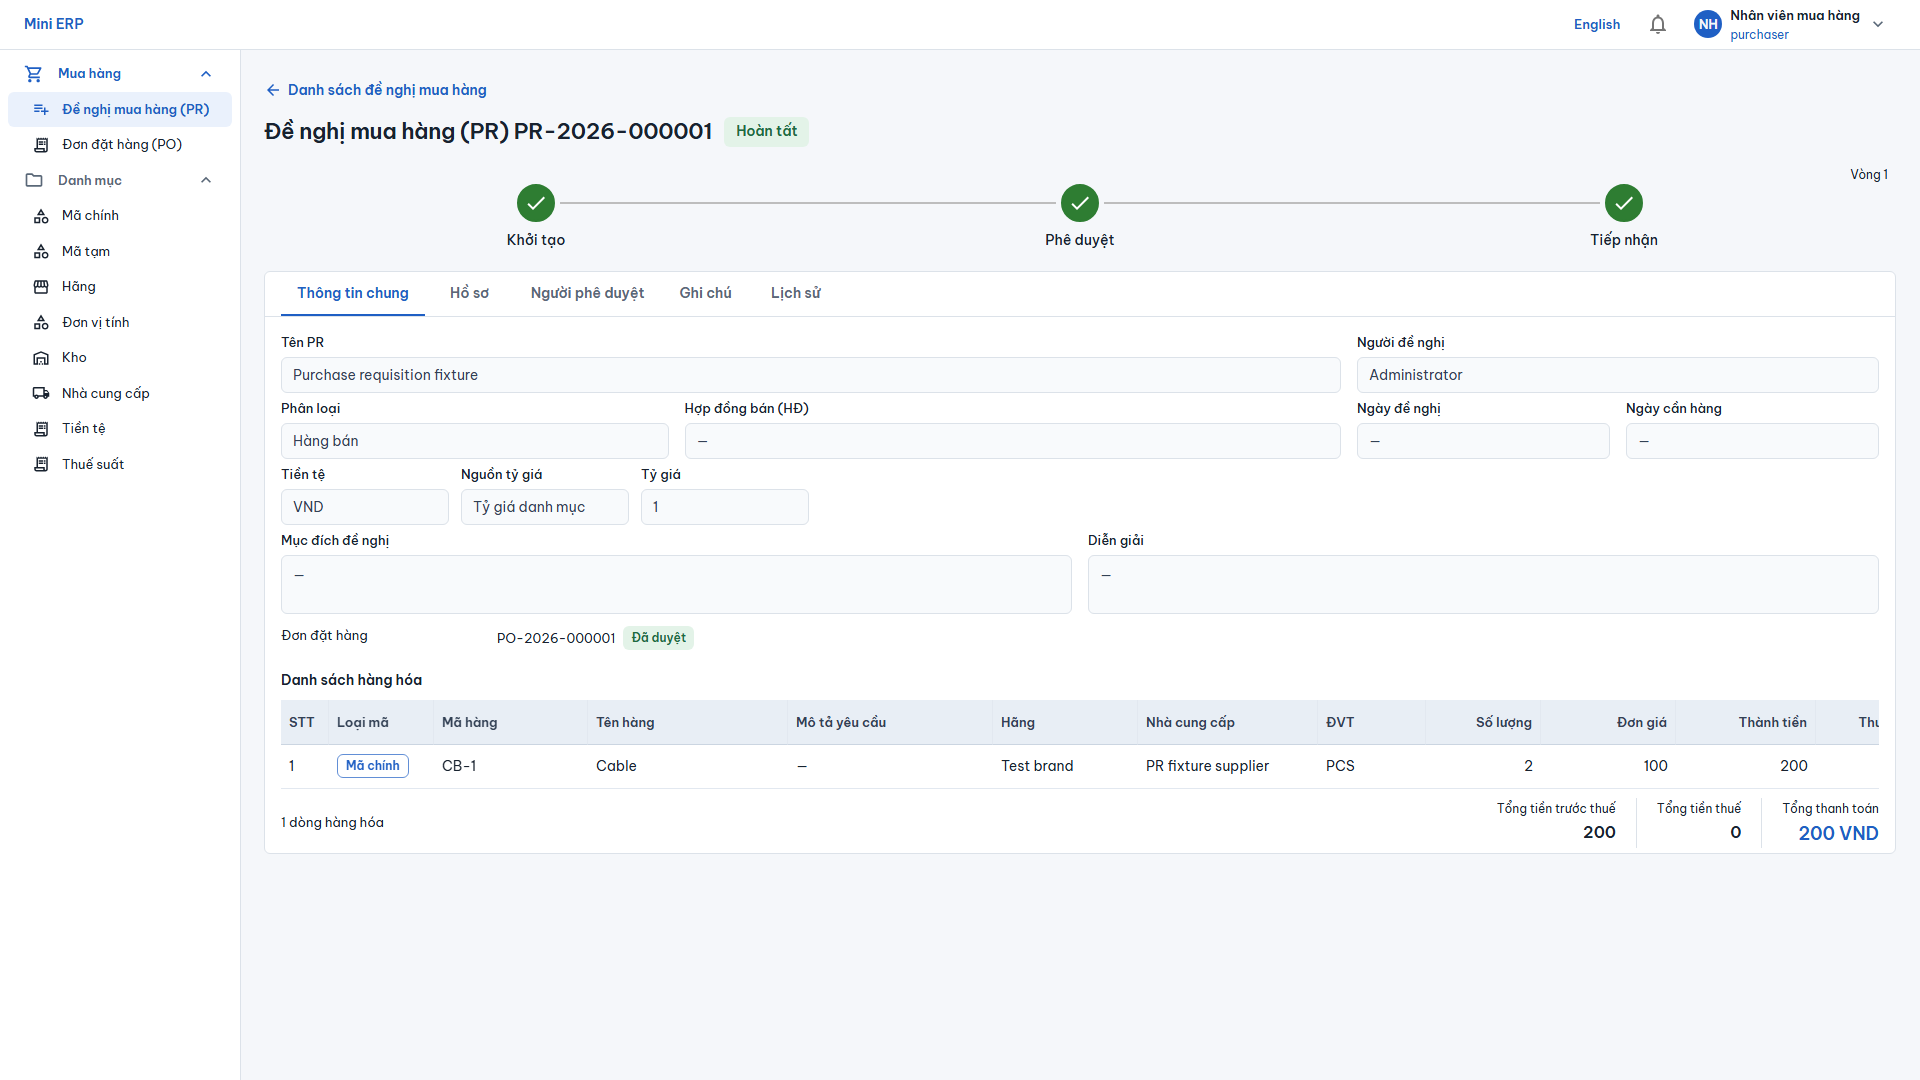 Mini ERP
English
NH
Nhân viên mua hàng
purchaser
Mua hàng
Đề nghị mua hàng (PR)
Đơn đặt hàng (PO)
Danh mục
Mã chính
Mã tạm
Hãng
Đơn vị tính
Kho
Nhà cung cấp
Tiền tệ
Thuế suất
Danh sách đề nghị mua hàng
Đề nghị mua hàng (PR) PR-2026-000001 Hoàn tất
Vòng 1
Khởi tạo Phê duyệt Tiếp nhận
Thông tin chung Hồ sơ Người phê duyệt Ghi chú Lịch sử
Tên PR Người đề nghị
Purchase requisition fixture Administrator
Phân loại Hợp đồng bán (HĐ) Ngày đề nghị Ngày cần hàng
Hàng bán — — —
Tiền tệ Nguồn tỷ giá Tỷ giá
VND Tỷ giá danh mục 1
Mục đích đề nghị Diễn giải
— —
Đơn đặt hàng PO-2026-000001 Đã duyệt
Danh sách hàng hóa
STT Loại mã Mã hàng Tên hàng Mô tả yêu cầu Hãng Nhà cung cấp ĐVT Số lượng Đơn giá Thành tiền
1 Mã chính CB-1 Cable — Test brand PR fixture supplier PCS 2 100 200
1 dòng hàng hóa
Tổng tiền trước thuế Tổng tiền thuế Tổng thanh toán
200 0 200 VND